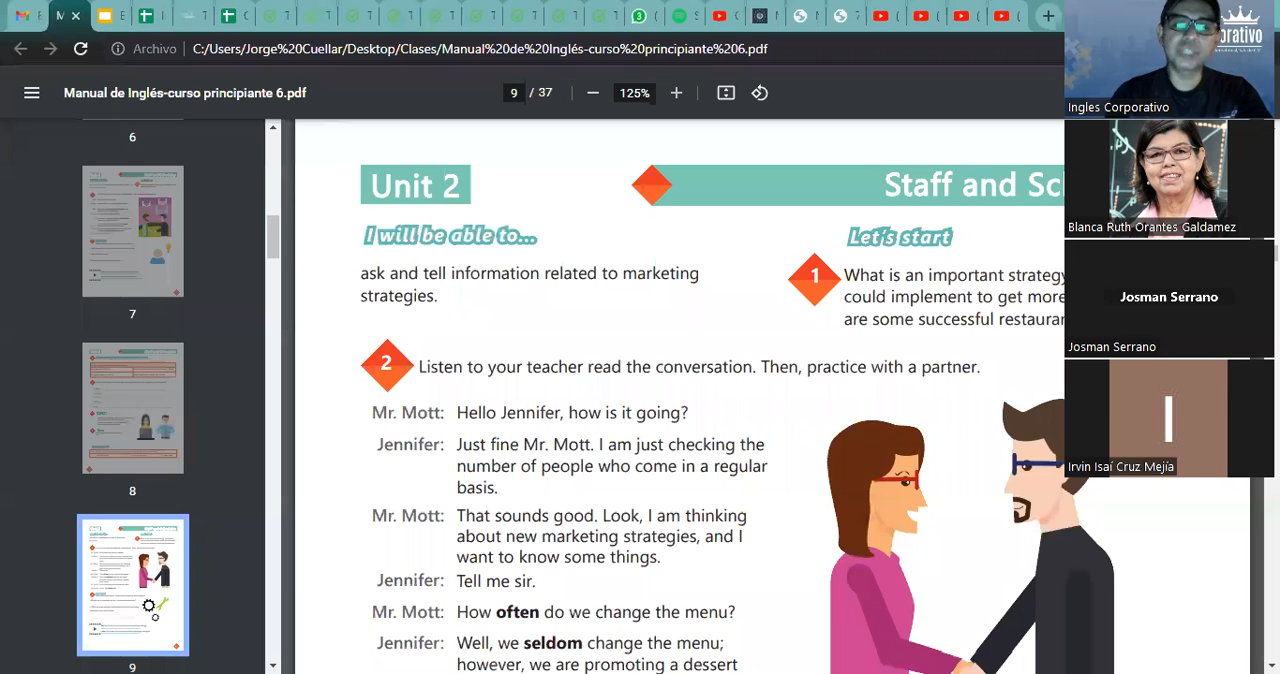 Archivo
C:/Users/Jorge%20Cuellar/Desktop/Clases/Manual%20de%20Inglés-curso%20principiante%206.pdf
Manual de Inglés-curso principiante 6.pdf
9 / 37
125%
6
7
8
9
Unit 2
Staff and Sc
I will be able to...
ask and tell information related to marketing
strategies.
Let's start
1
What is an important strategy
could implement to get more
are some successful restauran
2
Listen to your teacher read the conversation. Then, practice with a partner.
Mr. Mott: Hello Jennifer, how is it going?
Jennifer: Just fine Mr. Mott. I am just checking the
number of people who come in a regular
basis.
Mr. Mott: That sounds good. Look, I am thinking
about new marketing strategies, and I
want to know some things.
Jennifer: Tell me sir.
Mr. Mott: How often do we change the menu?
Jennifer: Well, we seldom change the menu;
however, we are promoting a dessert
orativo
Ingles Corporativo
Blanca Ruth Orantes Galdamez
Josman Serrano
Josman Serrano
I
Irvin Isaí Cruz Mejía